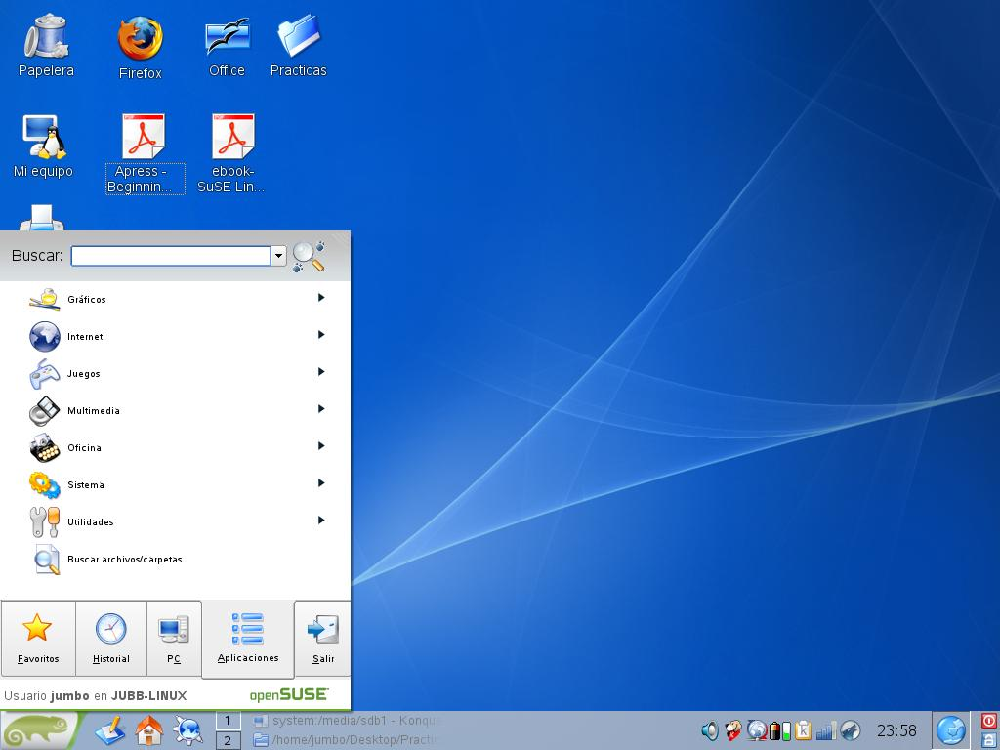 Papelera
Firefox
Office
Practicas
Mi equipo
Apress -
Beginnin...
ebook-
SuSE Lin...
Buscar:
Gráficos
Internet
Juegos
Multimedia
Oficina
Sistema
Utilidades
Buscar archivos/carpetas
Favoritos
Historial
PC
Aplicaciones
Salir
Usuario jumbo en JUBB-LINUX
openSUSE
1
2
system:/media/sdb1 - Konque
/home/jumbo/Desktop/Practic
23:58